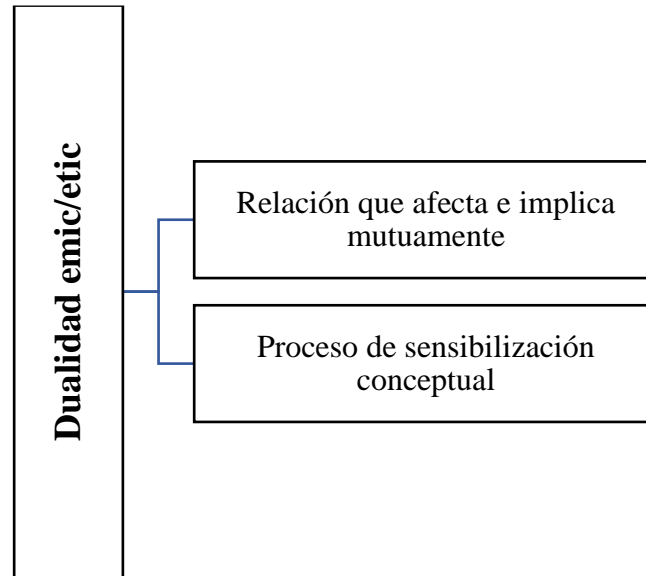 Dualidad emic/etic
Relación que afecta e implica
mutuamente
Proceso de sensibilización
conceptual